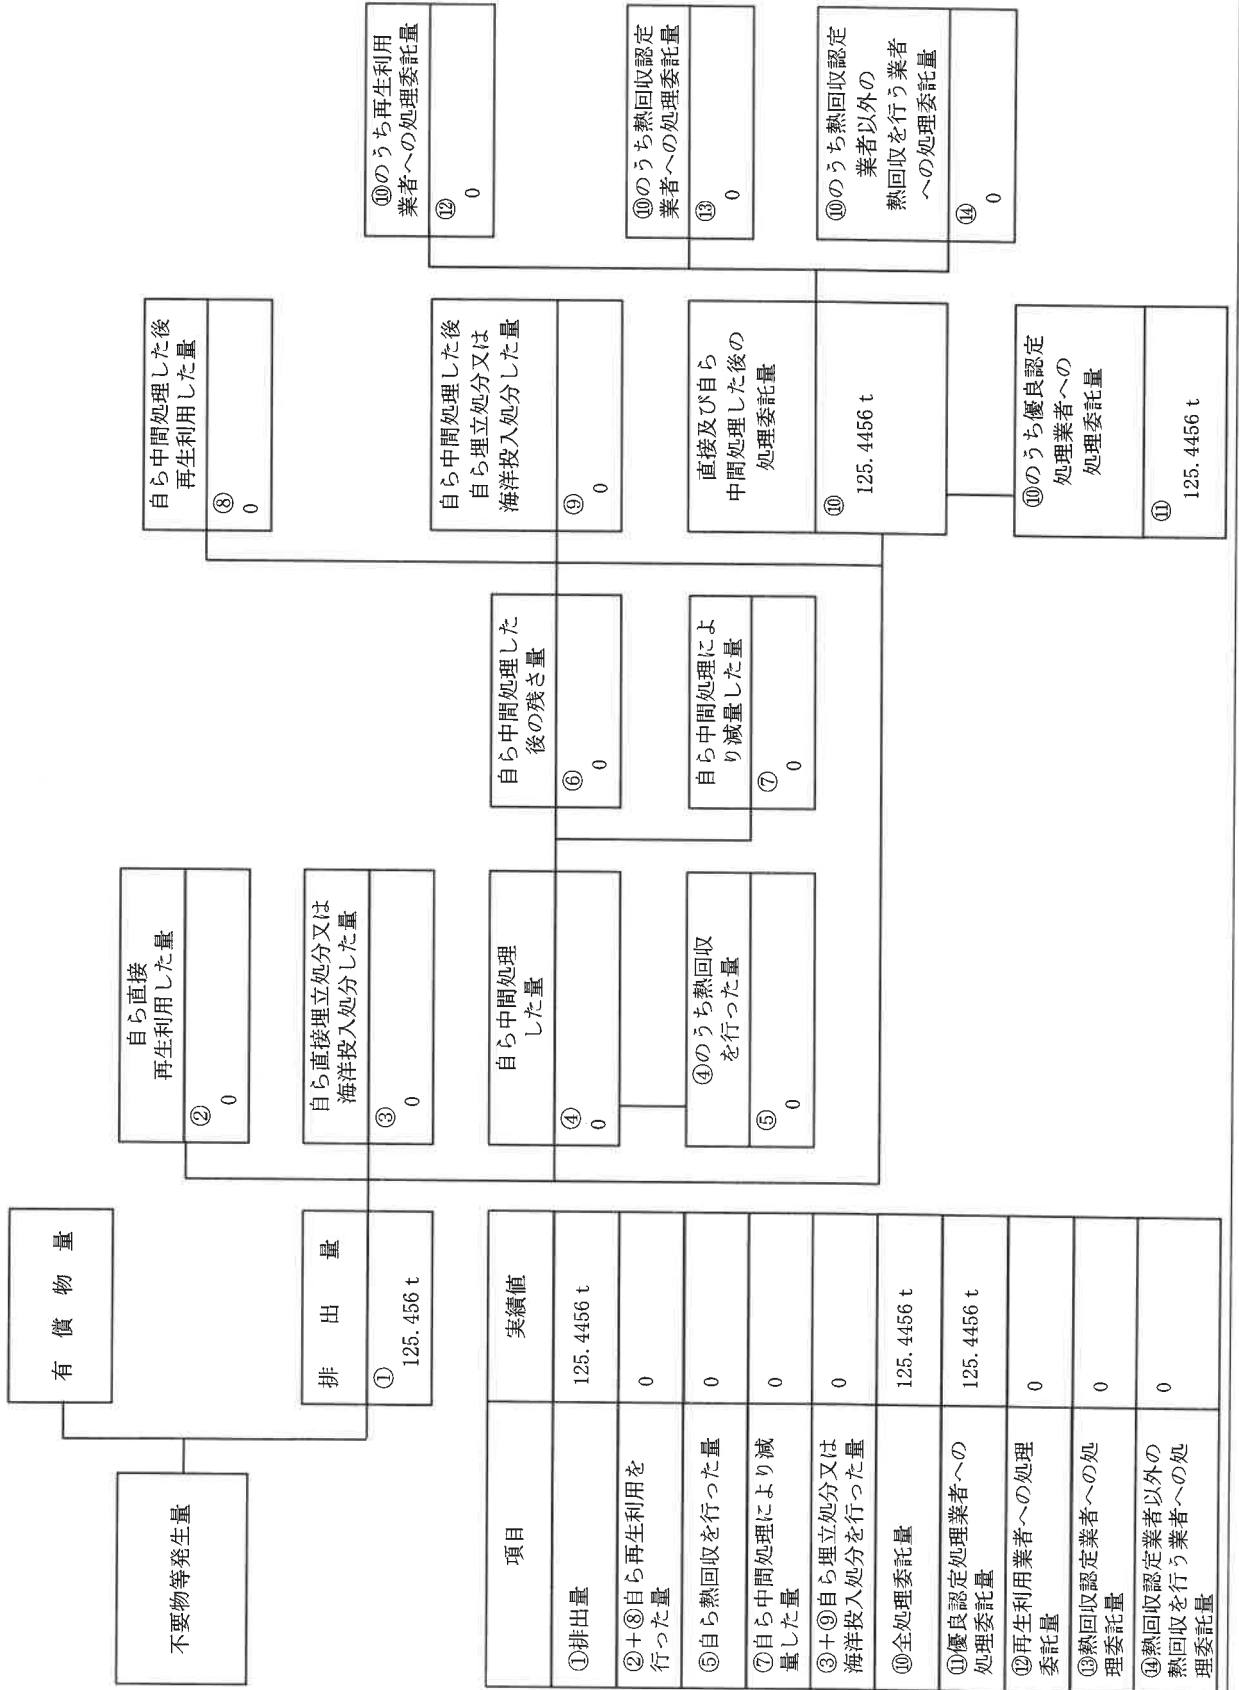 不要物等発生量
有償物量
排出量
①
125.456 t
自ら直接
再生利用した量
②
0
自ら直接埋立処分又は
海洋投入処分した量
③
0
自ら中間処理
した量
④
0
④のうち熱回収
を行った量
⑤
0
自ら中間処理した
後の残さ量
⑥
0
自ら中間処理によ
り減量した量
⑦
0
自ら中間処理した後
再生利用した量
⑧
0
自ら中間処理した後
自ら埋立処分又は
海洋投入処分した量
⑨
0
直接及び自ら
中間処理した後の
処理委託量
⑩
125.4456 t
⑩のうち優良認定
処理業者への
処理委託量
⑪
125.4456 t
⑩のうち再生利用
業者への処理委託量
⑫
0
⑩のうち熱回収認定
業者への処理委託量
⑬
0
⑩のうち熱回収認定
業者以外の
熱回収を行う業者
への処理委託量
⑭
0
項目 実績値
①排出量 125.4456 t
②+⑧自ら再生利用を
行った量 0
⑤自ら熱回収を行った量 0
⑦自ら中間処理により減
量した量 0
③+⑨自ら埋立処分又は
海洋投入処分を行った量 0
⑩全処理委託量 125.4456 t
⑪優良認定処理業者への
処理委託量 125.4456 t
⑫再生利用業者への処理
委託量 0
⑬熱回収認定業者への処
理委託量 0
⑭熱回収認定業者以外の
熱回収を行う業者への処
理委託量 0